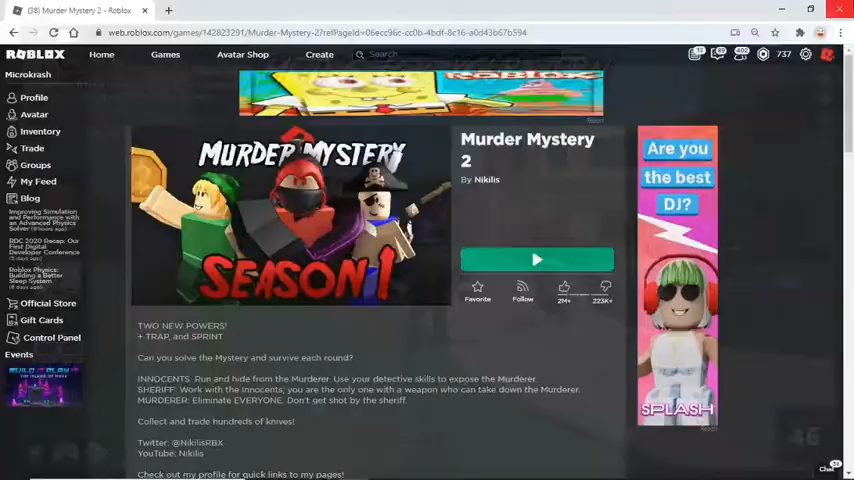 (38) Murder Mystery 2 - Roblox
web.roblox.com/games/142823291/Murder-Mystery-2?refPageId=06ecc96c-cc0b-4bdf-8c16-a0d43b67b594
ROBLOX
Home
Games
Avatar Shop
Create
Search
737
Microkrash
Profile
Avatar
Inventory
Trade
Groups
My Feed
Blog
Improving Simulation
and Performance with
an Advanced Physics
Solver
RDC 2020 Recap: Our
First Digital
Developer Conference
Roblox Physics:
Building a Better
Sleep System
Official Store
Gift Cards
Control Panel
Events
ROBLOX
MURDER MYSTERY
SEASON 1
Murder Mystery
2
By Nikilis
Favorite
Follow
2M+
223K+
TWO NEW POWERS!
+ TRAP, and SPRINT
Can you solve the Mystery and survive each round?
INNOCENTS: Run and hide from the Murderer. Use your detective skills to expose the Murderer.
SHERIFF: Work with the Innocents; you are the only one with a weapon who can take down the Murderer.
MURDERER: Eliminate EVERYONE. Don't get shot by the sheriff.
Collect and trade hundreds of knives!
Twitter: @NikilisRBX
YouTube: Nikilis
Check out my profile for quick links to my pages!
Are you
the best
DJ?
SPLASH
46
Chat